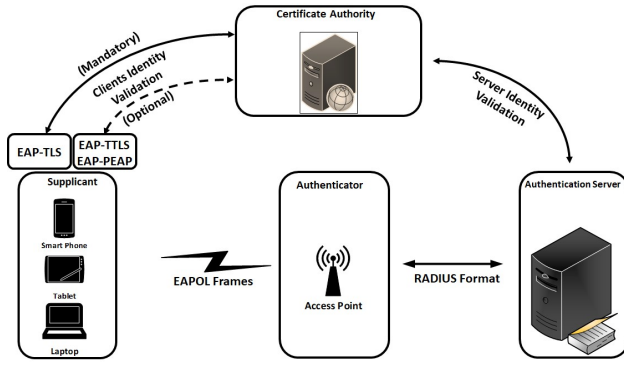 Certificate Authority
(Mandatory)
Clients Identity
Validation
(Optional)
Server Identity
Validation
EAP-TLS
EAP-TTLS
EAP-PEAP
Supplicant
Smart Phone
Tablet
Laptop
EAPOL Frames
Authenticator
Access Point
RADIUS Format
Authentication Server